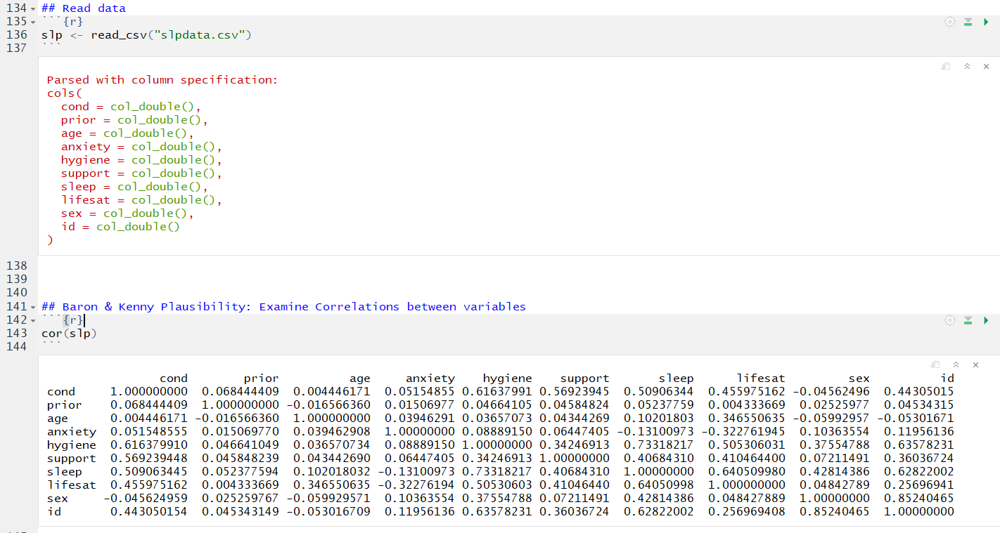 134 ## Read data
135 ```{r}
136 slp <- read_csv("slpdata.csv")
137 ```
Parsed with column specification:
cols(
  cond = col_double(),
  prior = col_double(),
  age = col_double(),
  anxiety = col_double(),
  hygiene = col_double(),
  support = col_double(),
  sleep = col_double(),
  lifesat = col_double(),
  sex = col_double(),
  id = col_double()
)
138
139
140
141 ## Baron & Kenny Plausibility: Examine Correlations between variables
142 ```{r}
143 cor(slp)
144 ```
cond prior age anxiety hygiene support sleep lifesat sex id
cond 1.000000000 0.068444409 0.004446171 0.05154855 0.61637991 0.56923945 0.50906344 0.455975162 -0.04562496 0.44305015
prior 0.068444409 1.000000000 -0.016566360 0.01506977 0.04664105 0.04584824 0.05237759 0.004333669 0.02525977 0.04534315
age 0.004446171 -0.016566360 1.000000000 0.03946291 0.03657073 0.04344269 0.10201803 0.346550635 -0.05992957 -0.05301671
anxiety 0.051548555 0.015069770 0.039462908 1.00000000 0.08889150 0.06447405 -0.13100973 -0.322761945 0.10363554 0.11956136
hygiene 0.616379910 0.046641049 0.036570734 0.08889150 1.00000000 0.34246913 0.73318217 0.505306031 0.37554788 0.63578231
support 0.569239448 0.045848239 0.043442690 0.06447405 0.34246913 1.00000000 0.40684310 0.410464400 0.07211491 0.36036724
sleep 0.509063445 0.052377594 0.102018032 -0.13100973 0.73318217 0.40684310 1.00000000 0.640509980 0.42814386 0.62822002
lifesat 0.455975162 0.004333669 0.346550635 -0.32276194 0.50530603 0.41046440 0.64050998 1.000000000 0.04842789 0.25696941
sex -0.045624959 0.025259767 -0.059929571 0.10363554 0.37554788 0.07211491 0.42814386 0.048427889 1.00000000 0.85240465
id 0.443050154 0.045343149 -0.053016709 0.11956136 0.63578231 0.36036724 0.62822002 0.256969408 0.85240465 1.00000000